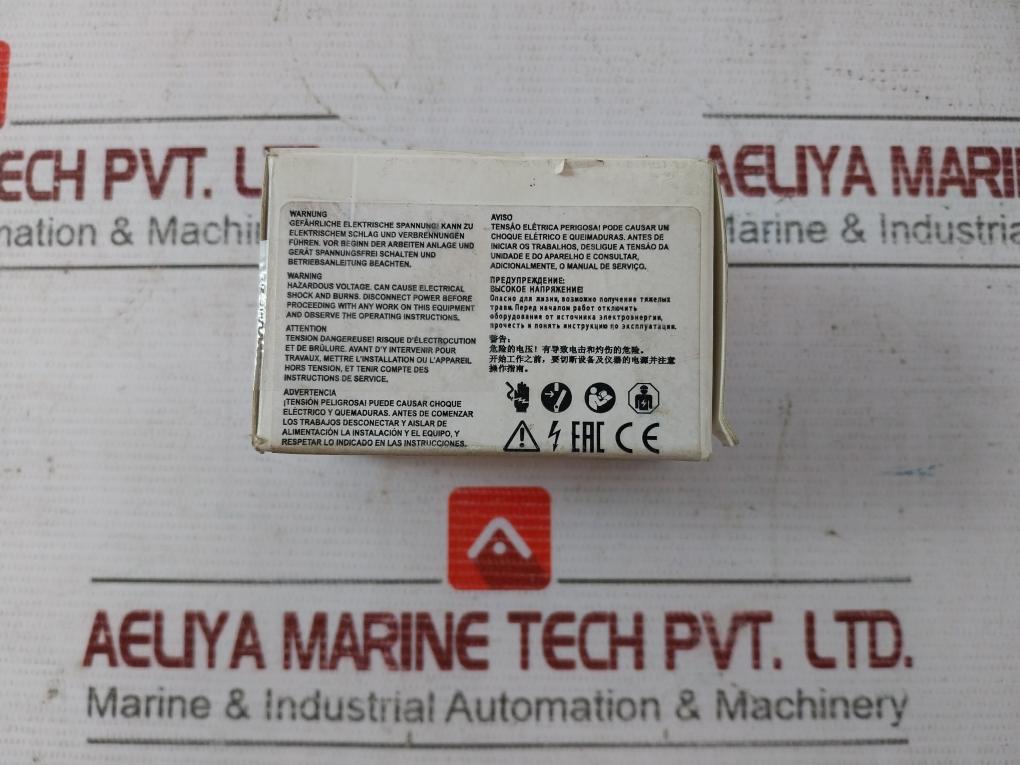 TECH PVT. L
AELIYA MARIN
mation & Machin
Marine & Industria
WARNUNG
GEFÄHRLICHE ELEKTRISCHE SPANNUNG! KANN ZU
ELEKTRISCHEM SCHLAG UND VERBRENNUNGEN
FÜHREN. VOR BEGINN DER ARBEITEN ANLAGE UND
GERÄT SPANNUNGSFREI SCHALTEN UND
BETRIEBSANLEITUNG BEACHTEN.
WARNING
HAZARDOUS VOLTAGE. CAN CAUSE ELECTRICAL
SHOCK AND BURNS. DISCONNECT POWER BEFORE
PROCEEDING WITH ANY WORK ON THIS EQUIPMENT
AND OBSERVE THE OPERATING INSTRUCTIONS.
ATTENTION
TENSION DANGEREUSE! RISQUE D'ÉLECTROCUTION
ET DE BRÛLURE. AVANT D'Y INTERVENIR POUR
TRAVAUX, METTRE L'INSTALLATION OU L'APPAREIL
HORS TENSION, ET TENIR COMPTE DES
INSTRUCTIONS DE SERVICE.
ADVERTENCIA
¡TENSIÓN PELIGROSA! PUEDE CAUSAR CHOQUE
ELÉCTRICO Y QUEMADURAS. ANTES DE COMENZAR
LOS TRABAJOS DESCONECTAR Y AISLAR DE
ALIMENTACIÓN LA INSTALACIÓN Y EL EQUIPO, Y
RESPETAR LO INDICADO EN LAS INSTRUCCIONES.
AVISO
TENSÃO ELÉTRICA PERIGOSA! PODE CAUSAR UM
CHOQUE ELÉTRICO E QUEIMADURAS. ANTES DE
INICIAR OS TRABALHOS, DESLIGUE A TENSÃO DA
UNIDADE E DO APARELHO E CONSULTAR,
ADICIONALMENTE, O MANUAL DE SERVIÇO.
ПРЕДУПРЕЖДЕНИЕ:
ВЫСОКОЕ НАПРЯЖЕНИЕ!
Опасно для жизни, возможно получение тяжелых
травм. Перед началом работ отключить
оборудование от источника электроэнергии,
прочесть и понять инструкцию по эксплуатации.
警告:
危险的电压! 有导致电击和灼伤的危险。
开始工作之前, 要切断设备及仪器的电源并注意
操作指南。
EAC CE
AELIYA MARINE TECH PVT. LTD.
Marine & Industrial Automation & Machinery